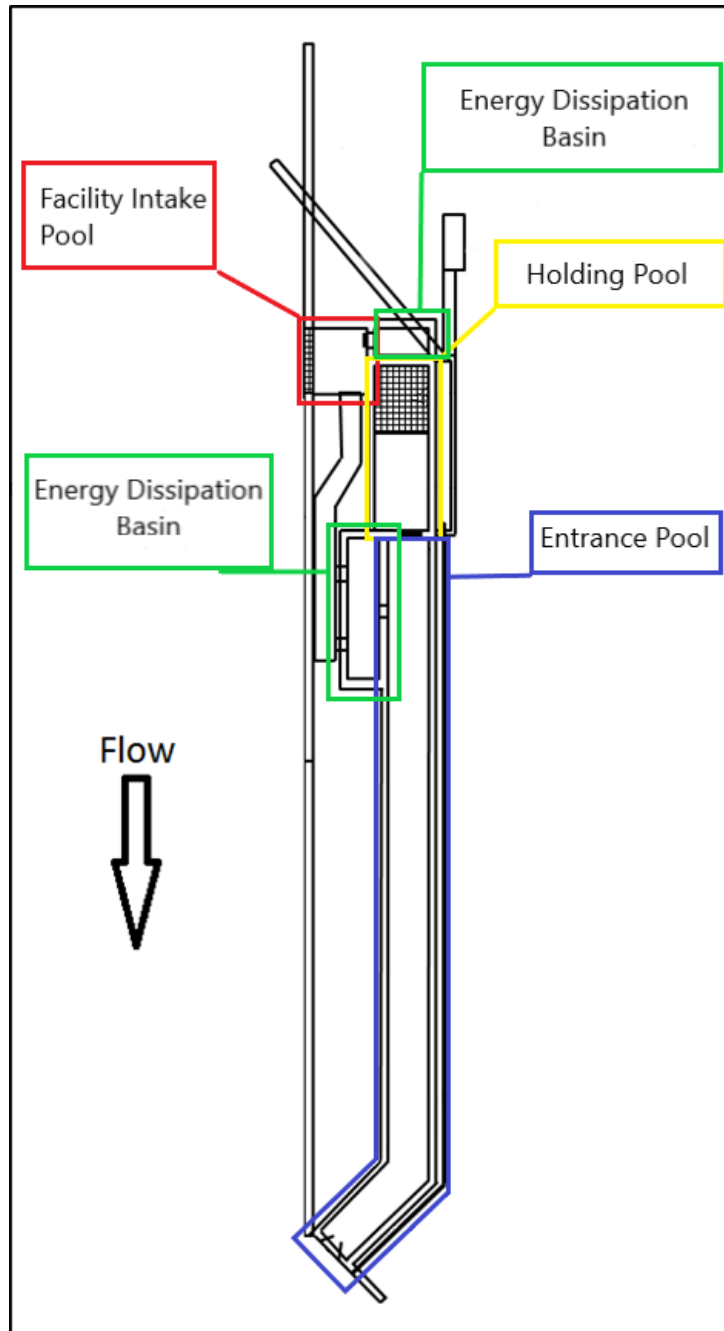 Energy Dissipation
Basin
Facility Intake
Pool
Holding Pool
Energy Dissipation
Basin
Entrance Pool
Flow